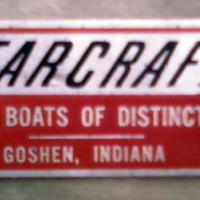 TARCRAF
BOATS OF DISTINCT
GOSHEN, INDIANA